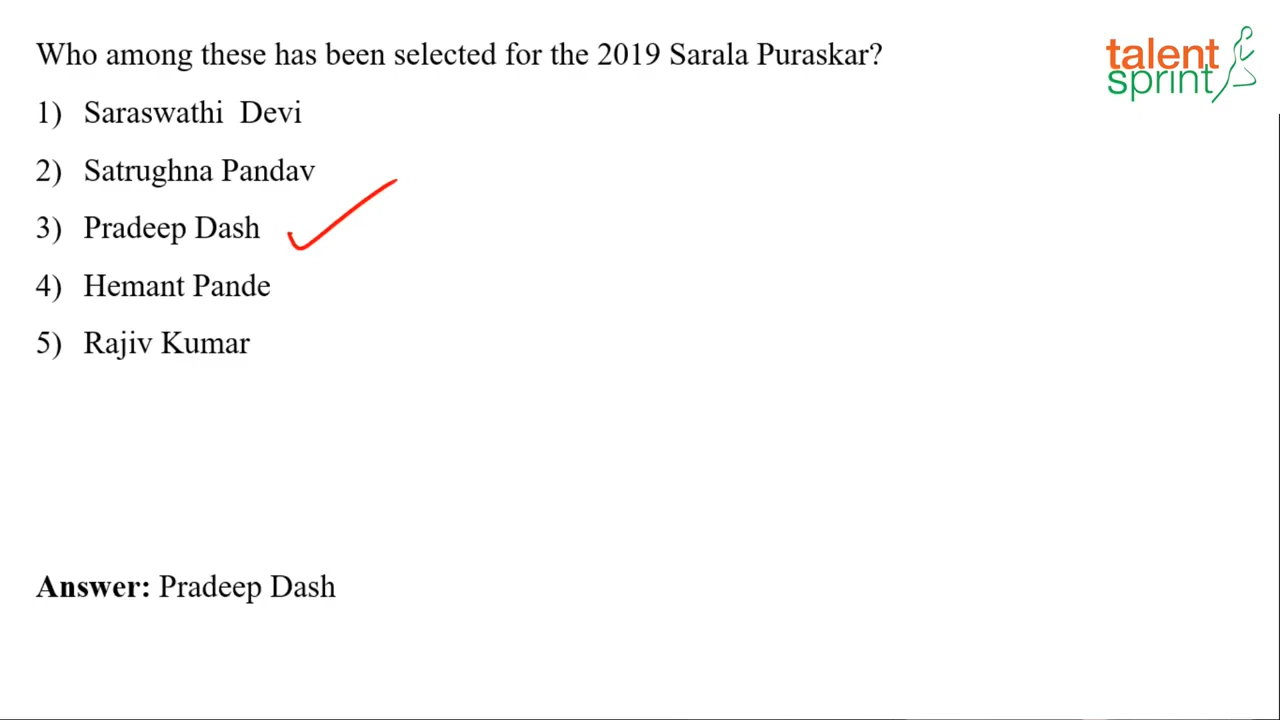 Who among these has been selected for the 2019 Sarala Puraskar?
talent
sprint
1) Saraswathi Devi
2) Satrughna Pandav
3) Pradeep Dash
4) Hemant Pande
5) Rajiv Kumar
Answer: Pradeep Dash